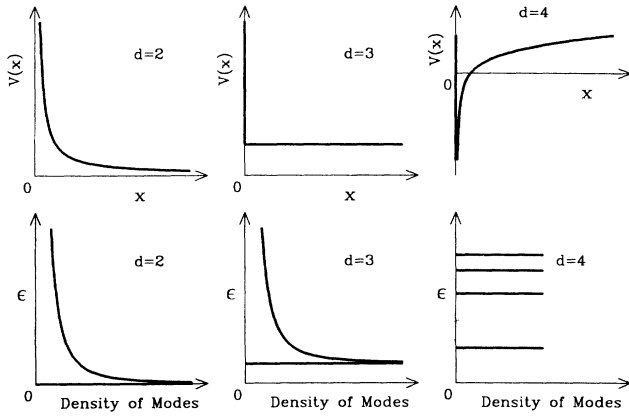 V(x)
d=2
0
x
V(x)
d=3
0
x
V(x)
d=4
0
x
ϵ
d=2
0
Density of Modes
ϵ
d=3
0
Density of Modes
ϵ
d=4
0
Density of Modes